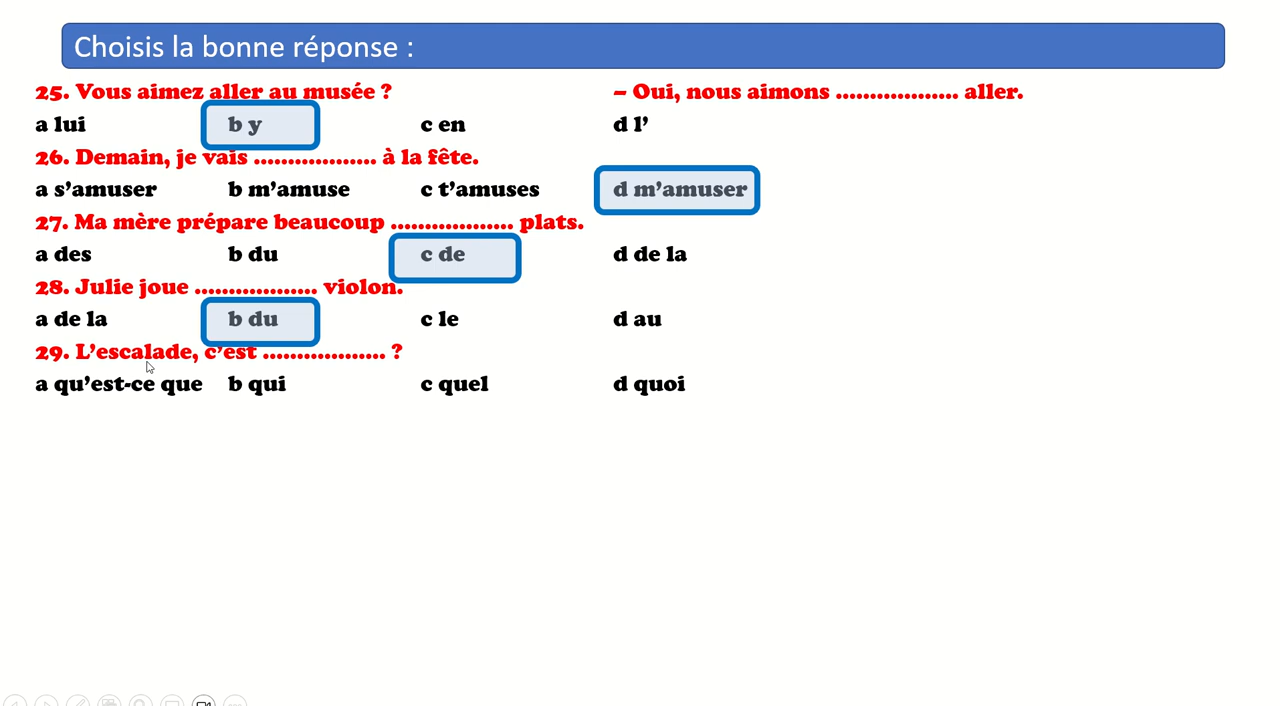 Choisis la bonne réponse :
25. Vous aimez aller au musée ? – Oui, nous aimons .................. aller.
a lui b y c en d l’
26. Demain, je vais .................. à la fête.
a s’amuser b m’amuse c t’amuses d m’amuser
27. Ma mère prépare beaucoup .................. plats.
a des b du c de d de la
28. Julie joue .................. violon.
a de la b du c le d au
29. L’escalade, c’est .................. ?
a qu’est-ce que b qui c quel d quoi